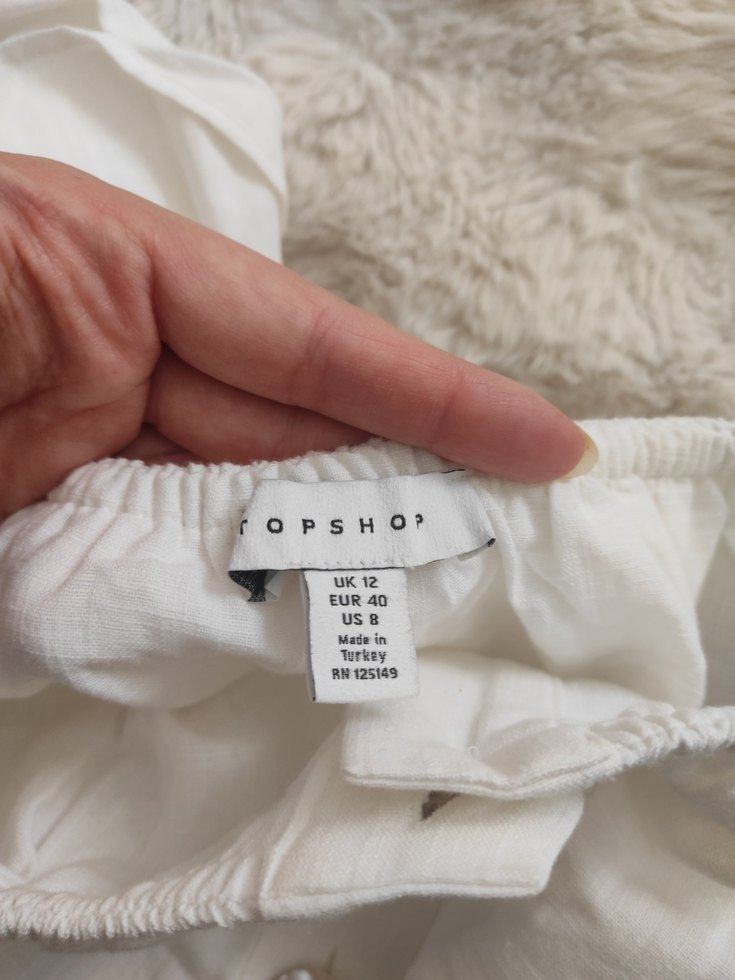 TOPSHOP
UK 12
EUR 40
US 8
Made in
Turkey
RN 125149